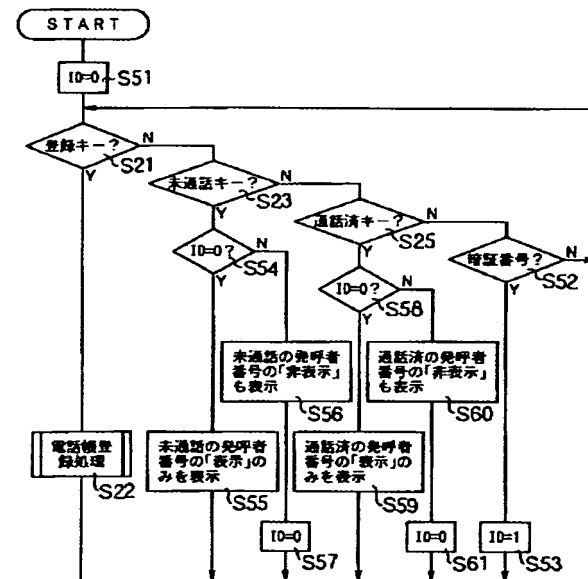 START
ID=0
S51
登録キー?
N
S21
Y
未通話キー?
N
S23
Y
通話済キー?
N
S25
Y
暗証番号?
N
S52
Y
ID=0?
N
S54
Y
ID=0?
N
S58
Y
未通話の発呼者
番号の「非表示」
も表示
S56
通話済の発呼者
番号の「非表示」
も表示
S60
電話帳登
録処理
S22
未通話の発呼者
番号の「表示」の
みを表示
S55
通話済の発呼者
番号の「表示」の
みを表示
S59
ID=0
S57
ID=0
S61
ID=1
S53